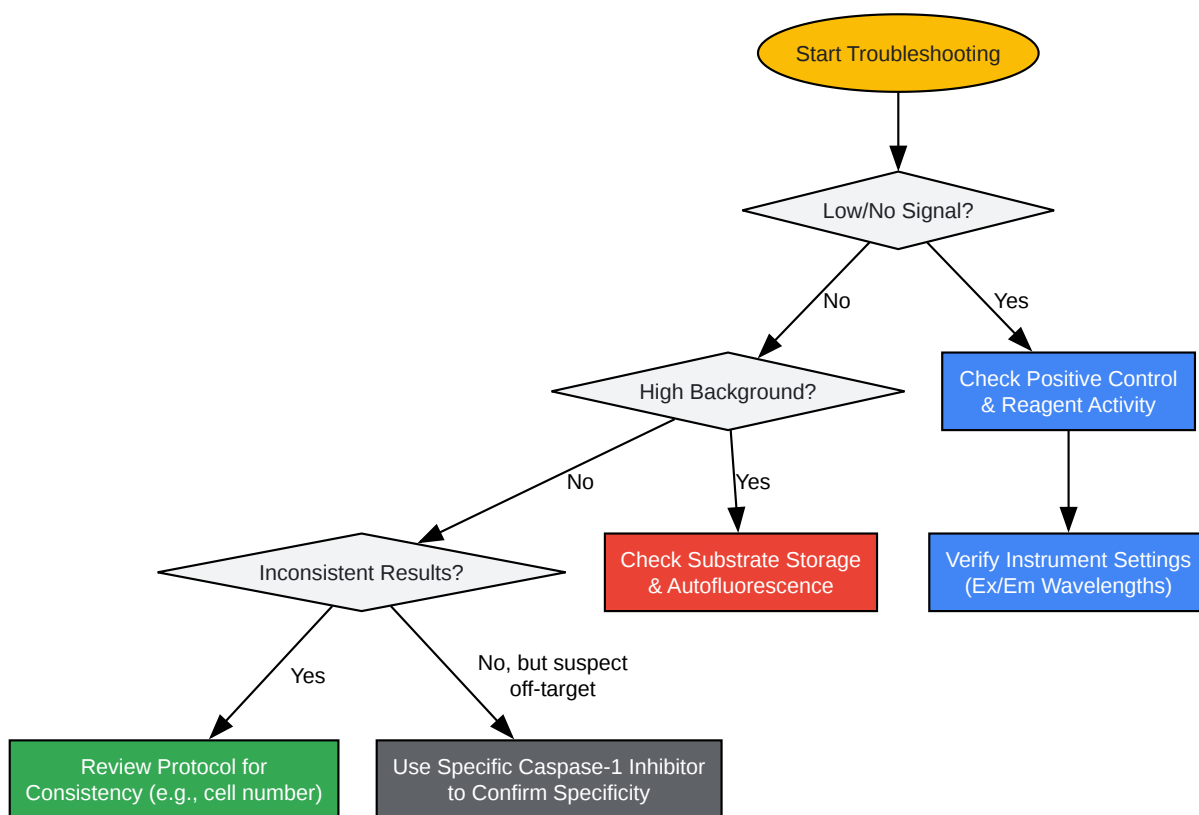 Start Troubleshooting
Low/No Signal?
No
Yes
High Background?
Check Positive Control
& Reagent Activity
No
Yes
Inconsistent Results?
Check Substrate Storage
& Autofluorescence
Verify Instrument Settings
(Ex/Em Wavelengths)
Yes
No, but suspect
off-target
Review Protocol for
Consistency (e.g., cell number)
Use Specific Caspase-1 Inhibitor
to Confirm Specificity